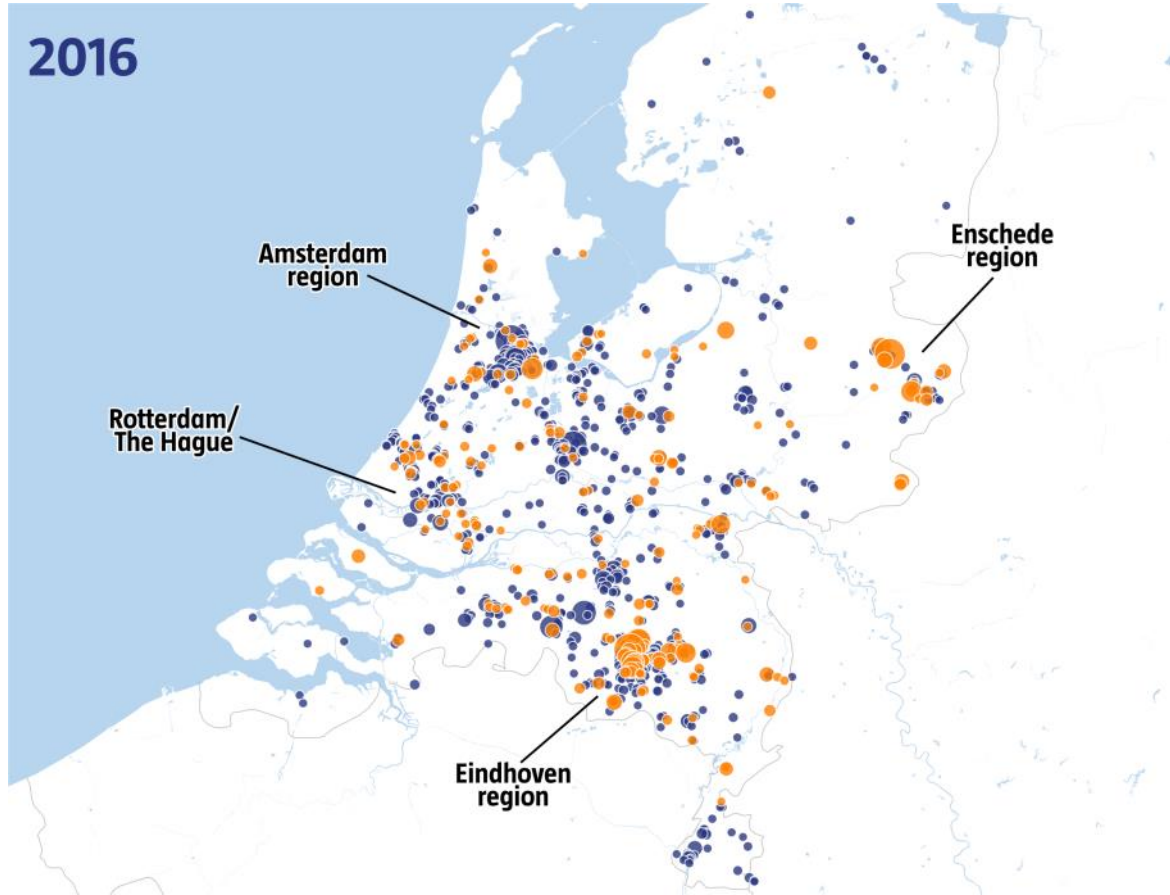 2016
Amsterdam
region
Enschede
region
Rotterdam/
The Hague
Eindhoven
region